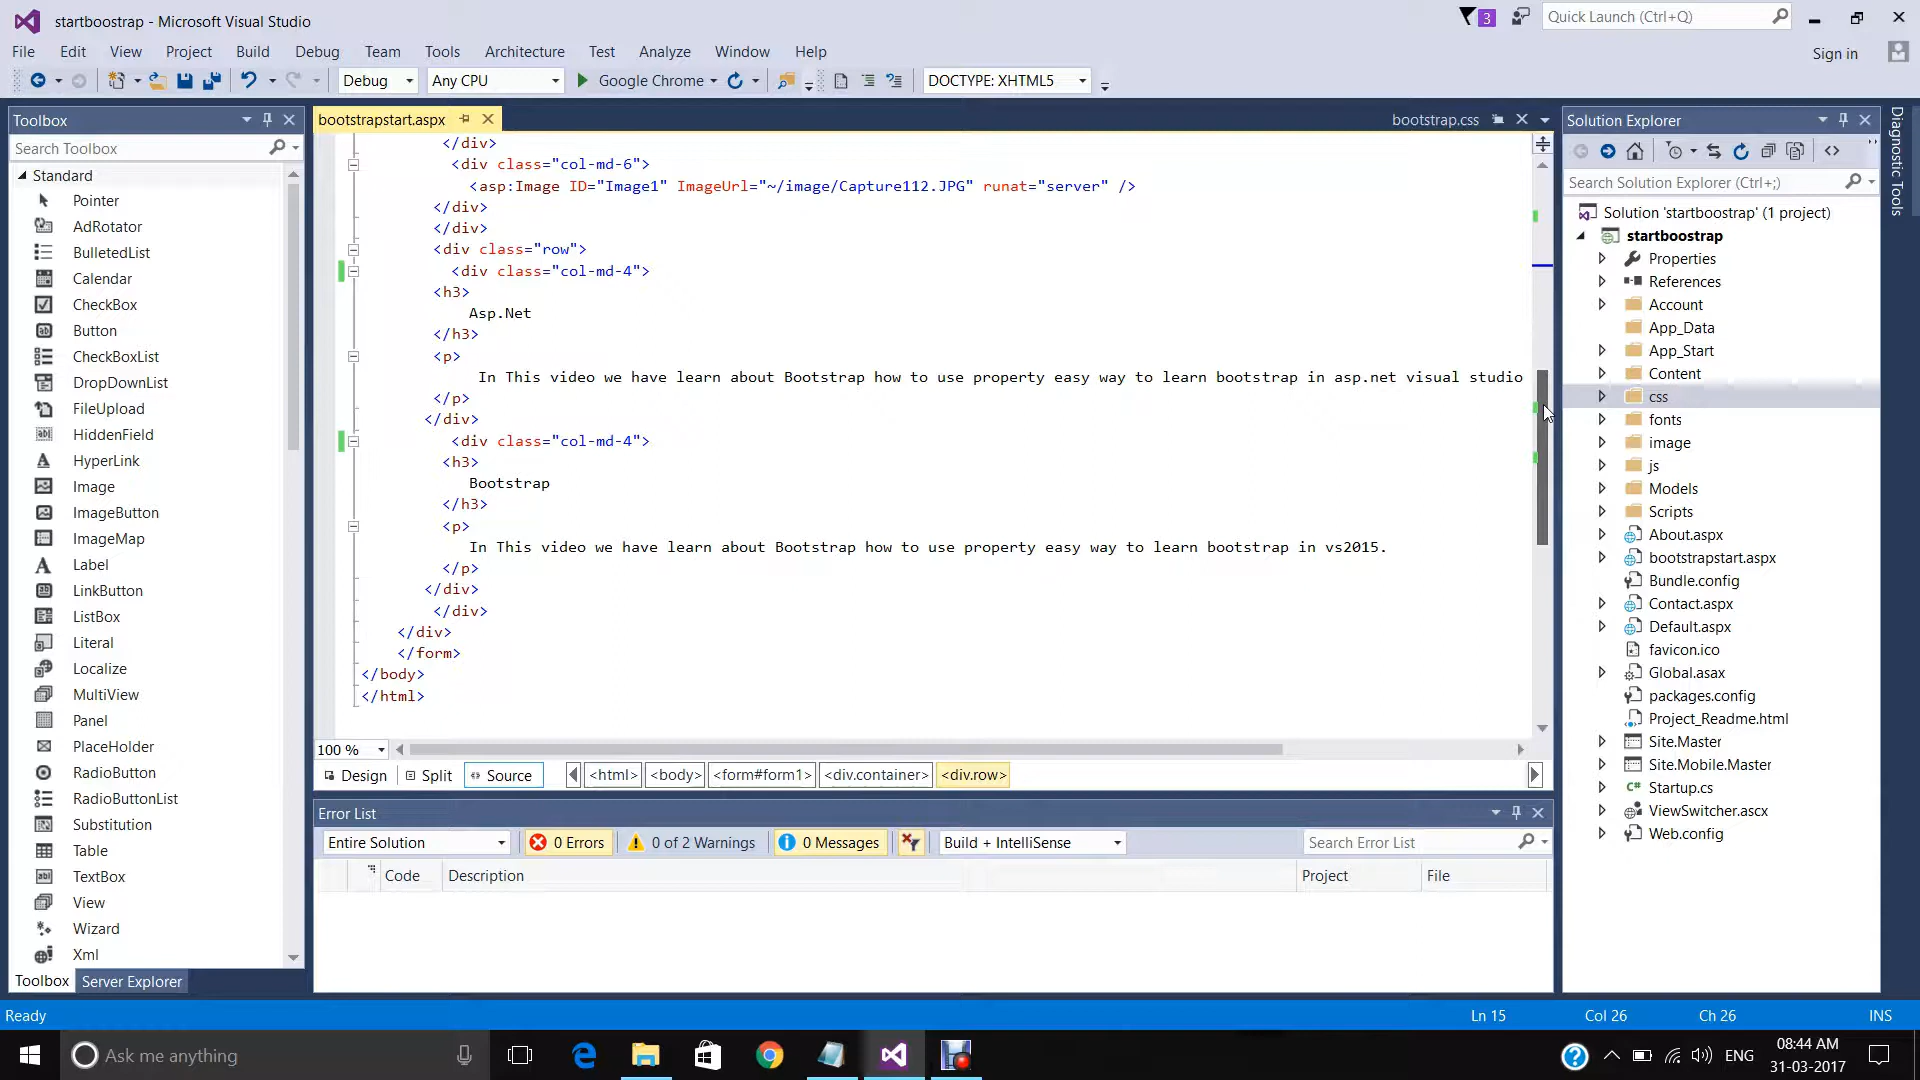 startboostrap - Microsoft Visual Studio
3
Quick Launch (Ctrl+Q)
File Edit View Project Build Debug Team Tools Architecture Test Analyze Window Help
Sign in
Debug Any CPU Google Chrome DOCTYPE: XHTML5
Toolbox
Search Toolbox
Standard
Pointer
AdRotator
BulletedList
Calendar
CheckBox
Button
CheckBoxList
DropDownList
FileUpload
HiddenField
HyperLink
Image
ImageButton
ImageMap
Label
LinkButton
ListBox
Literal
Localize
MultiView
Panel
PlaceHolder
RadioButton
RadioButtonList
Substitution
Table
TextBox
View
Wizard
Xml
Toolbox Server Explorer
bootstrapstart.aspx
bootstrap.css
</div>
<div class="col-md-6">
<asp:Image ID="Image1" ImageUrl="~/image/Capture112.JPG" runat="server" />
</div>
</div>
<div class="row">
<div class="col-md-4">
<h3>
Asp.Net
</h3>
<p>
In This video we have learn about Bootstrap how to use property easy way to learn bootstrap in asp.net visual studio
</p>
</div>
<div class="col-md-4">
<h3>
Bootstrap
</h3>
<p>
In This video we have learn about Bootstrap how to use property easy way to learn bootstrap in vs2015.
</p>
</div>
</div>
</div>
</form>
</body>
</html>
100 %
Design Split Source <html> <body> <form#form1> <div.container> <div.row>
Error List
Entire Solution 0 Errors 0 of 2 Warnings 0 Messages Build + IntelliSense Search Error List
Code Description Project File
Solution Explorer
Search Solution Explorer (Ctrl+;)
Solution 'startboostrap' (1 project)
startboostrap
Properties
References
Account
App_Data
App_Start
Content
css
fonts
image
js
Models
Scripts
About.aspx
bootstrapstart.aspx
Bundle.config
Contact.aspx
Default.aspx
favicon.ico
Global.asax
packages.config
Project_Readme.html
Site.Master
Site.Mobile.Master
Startup.cs
ViewSwitcher.ascx
Web.config
Diagnostic Tools
Ready
Ln 15 Col 26 Ch 26 INS
Ask me anything
ENG
08:44 AM
31-03-2017